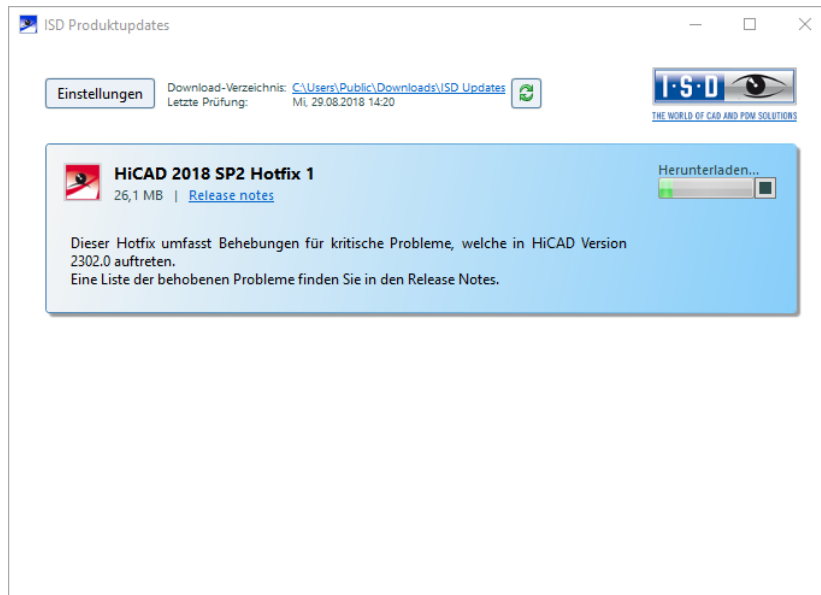 ISD Produktupdates
Einstellungen
Download-Verzeichnis: C:\Users\Public\Downloads\ISD Updates
Letzte Prüfung: Mi, 29.08.2018 14:20
I·S·D
THE WORLD OF CAD AND PDM SOLUTIONS
HiCAD 2018 SP2 Hotfix 1
Herunterladen...
26,1 MB | Release notes
Dieser Hotfix umfasst Behebungen für kritische Probleme, welche in HiCAD Version
2302.0 auftreten.
Eine Liste der behobenen Probleme finden Sie in den Release Notes.